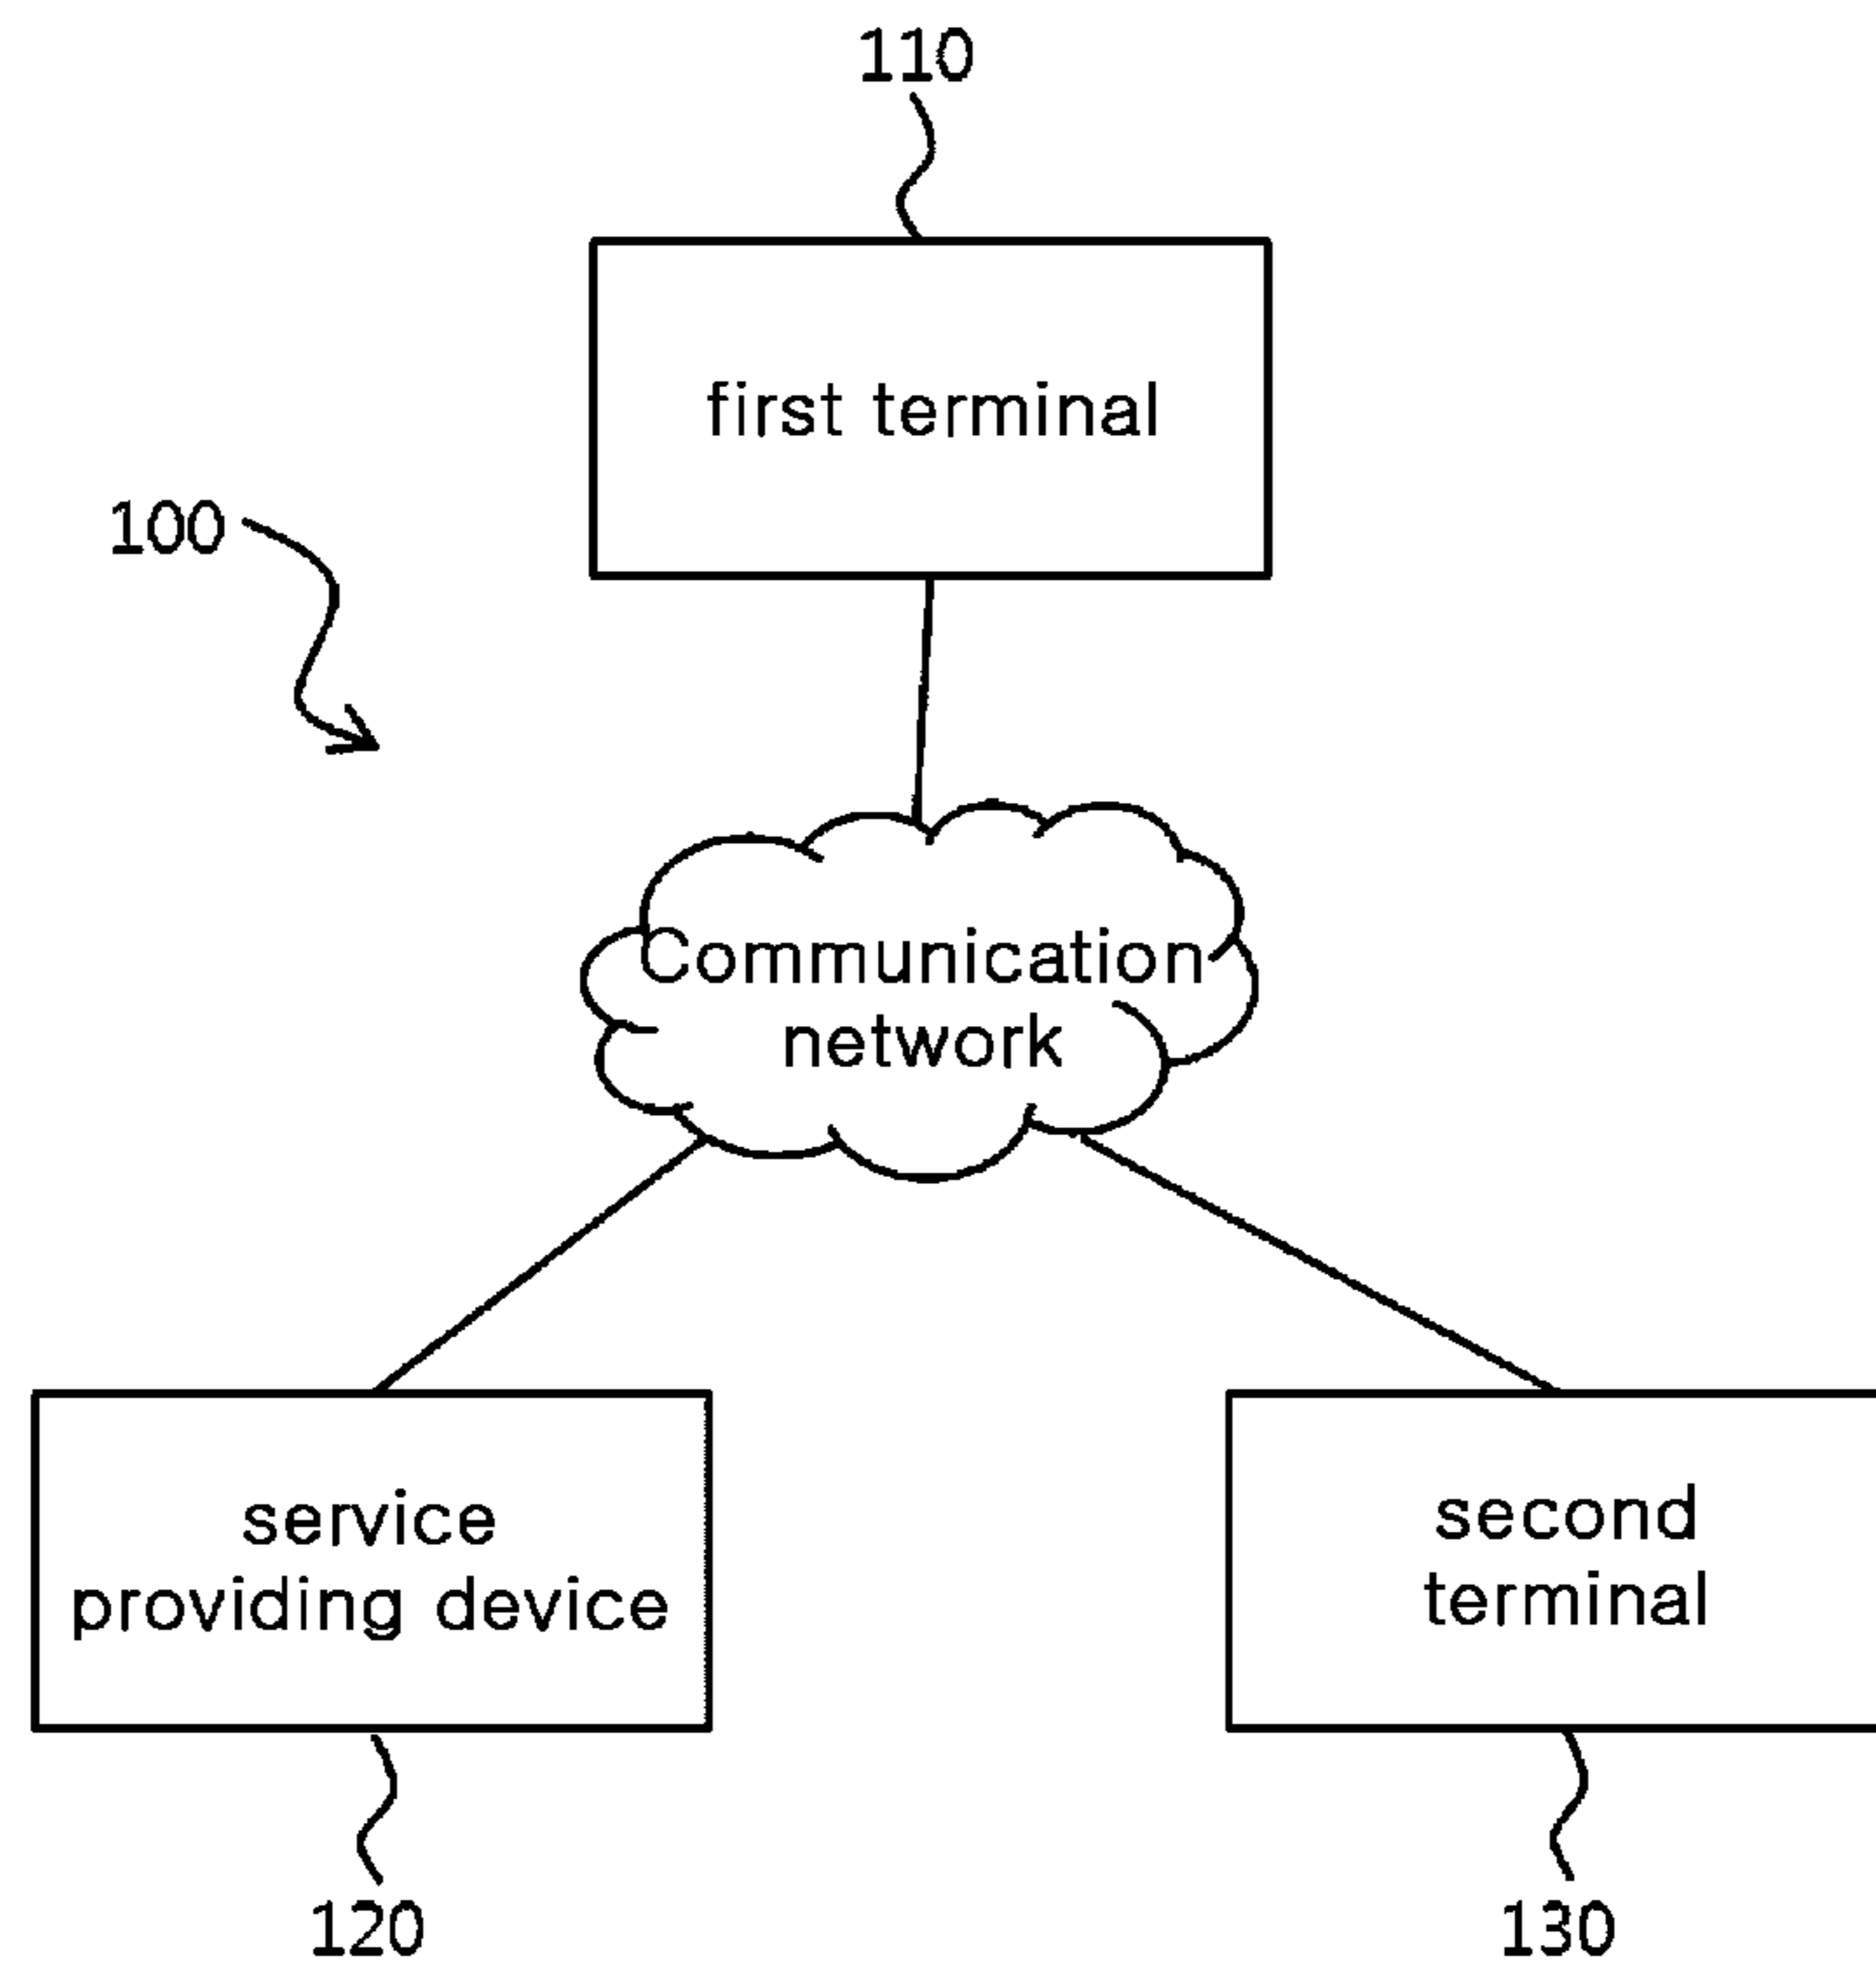 110
first terminal
100
Communication
network
service
providing device
second
terminal
120
130